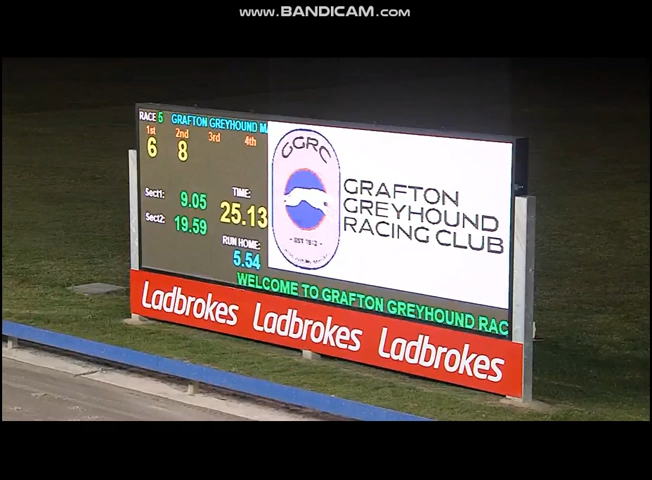 www.BANDICAM.com
RACE 5 GRAFTON GREYHOUND
1st 2nd 3rd 4th
6 8
Sect1: 9.05
Sect2: 19.59
TIME:
25.13
RUN HOME:
5.54
GGRC
EST
GRAFTON
GREYHOUND
RACING CLUB
WELCOME TO GRAFTON GREYHOUND RAC
Ladbrokes Ladbrokes Ladbrokes